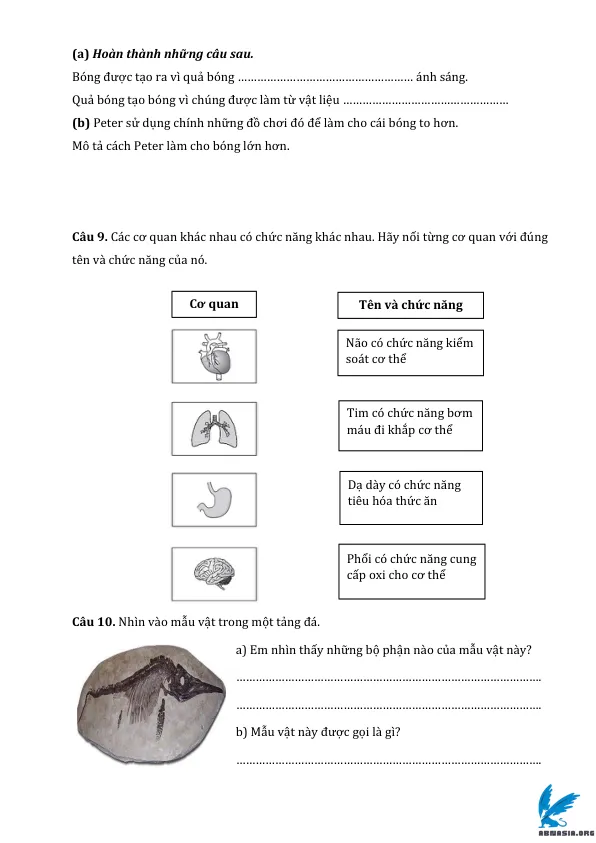 (a) Hoàn thành những câu sau.
Bóng được tạo ra vì quả bóng ……………………………………………… ánh sáng.
Quả bóng tạo bóng vì chúng được làm từ vật liệu ……………………………………………
(b) Peter sử dụng chính những đồ chơi đó để làm cho cái bóng to hơn.
Mô tả cách Peter làm cho bóng lớn hơn.
Câu 9. Các cơ quan khác nhau có chức năng khác nhau. Hãy nối từng cơ quan với đúng
tên và chức năng của nó.
Cơ quan
Tên và chức năng
Não có chức năng kiểm
soát cơ thể
Tim có chức năng bơm
máu đi khắp cơ thể
Dạ dày có chức năng
tiêu hóa thức ăn
Phổi có chức năng cung
cấp oxi cho cơ thể
Câu 10. Nhìn vào mẫu vật trong một tảng đá.
a) Em nhìn thấy những bộ phận nào của mẫu vật này?
………………………………………………………………………………….
………………………………………………………………………………….
b) Mẫu vật này được gọi là gì?
………………………………………………………………………………….
ABMASIA.ORG